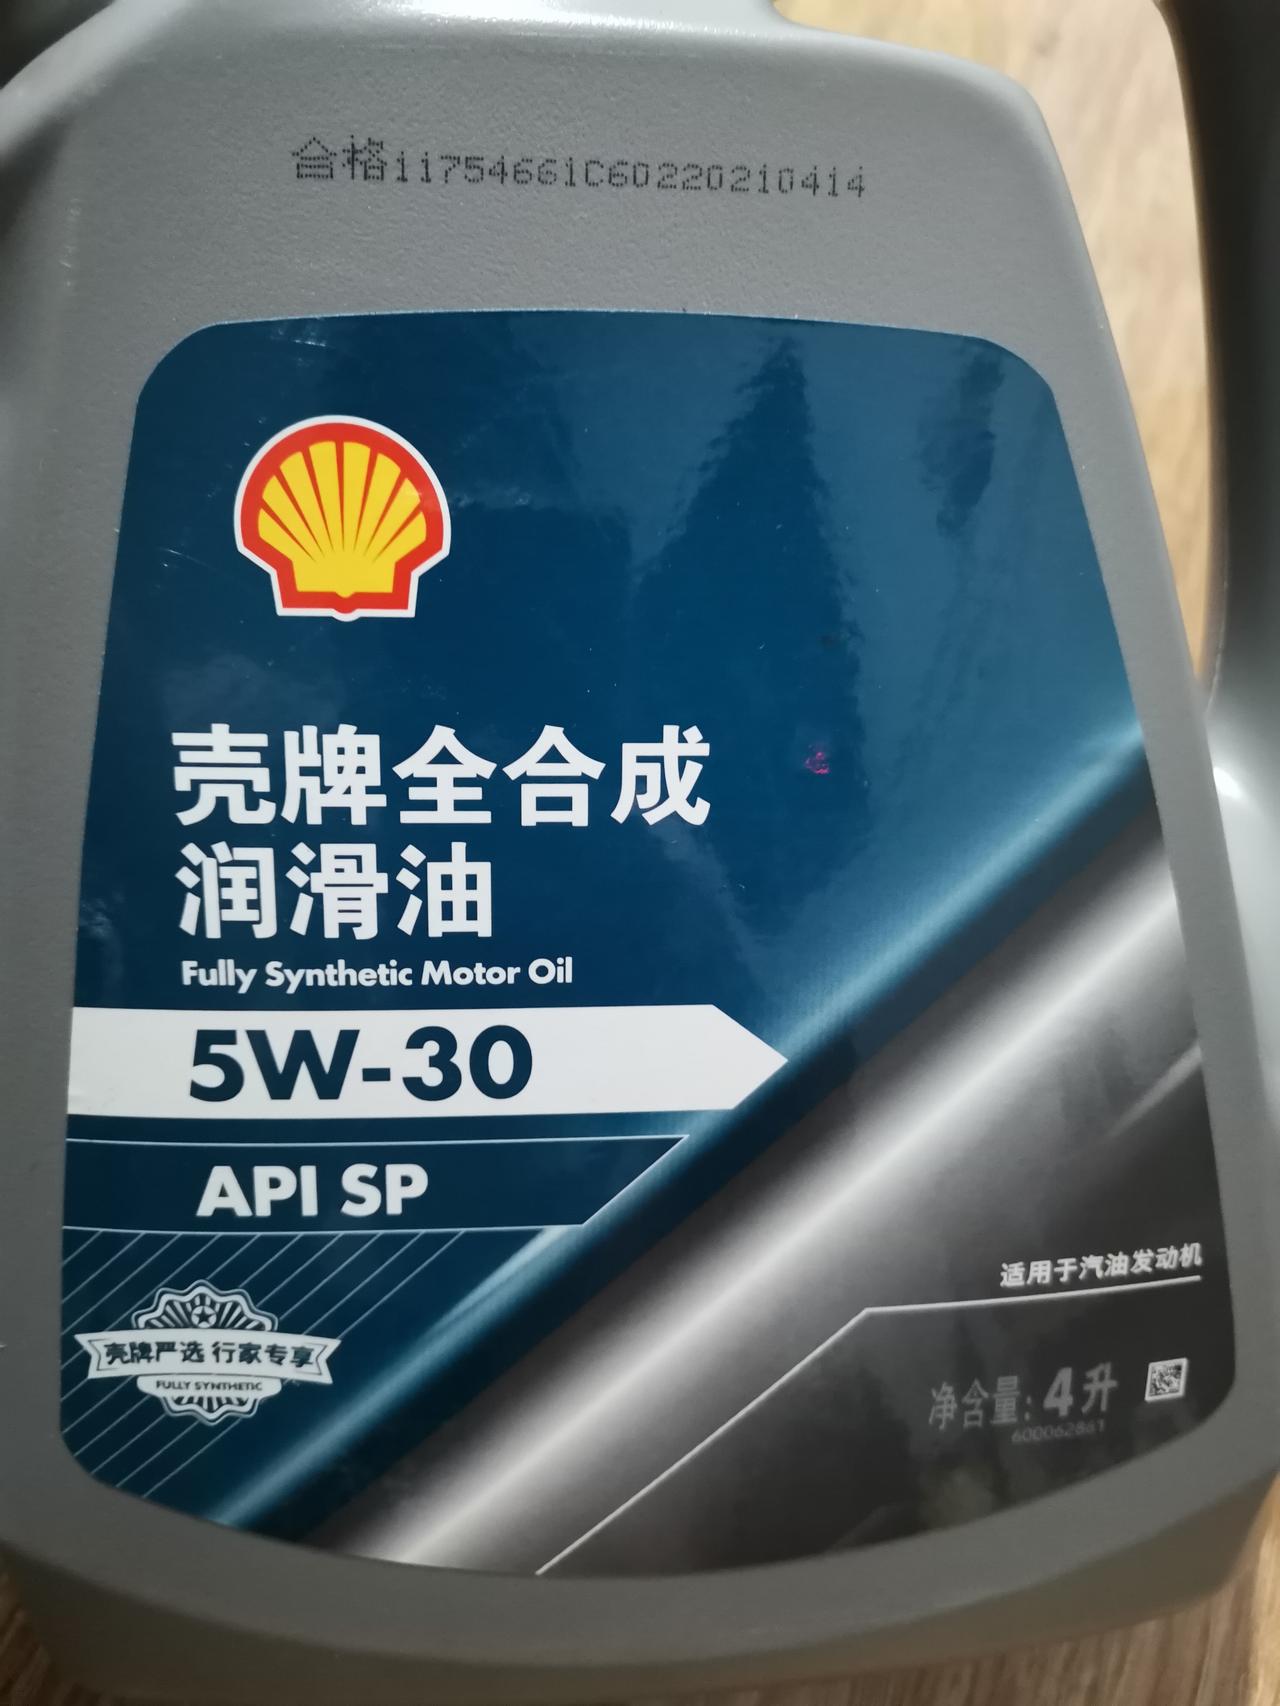 合格11754661C60220210414
壳牌全合成
润滑油
Fully Synthetic Motor Oil
5W-30
API SP
壳牌严选 行家专享
FULLY SYNTHETIC
适用于汽油发动机
净含量: 4升
600062861